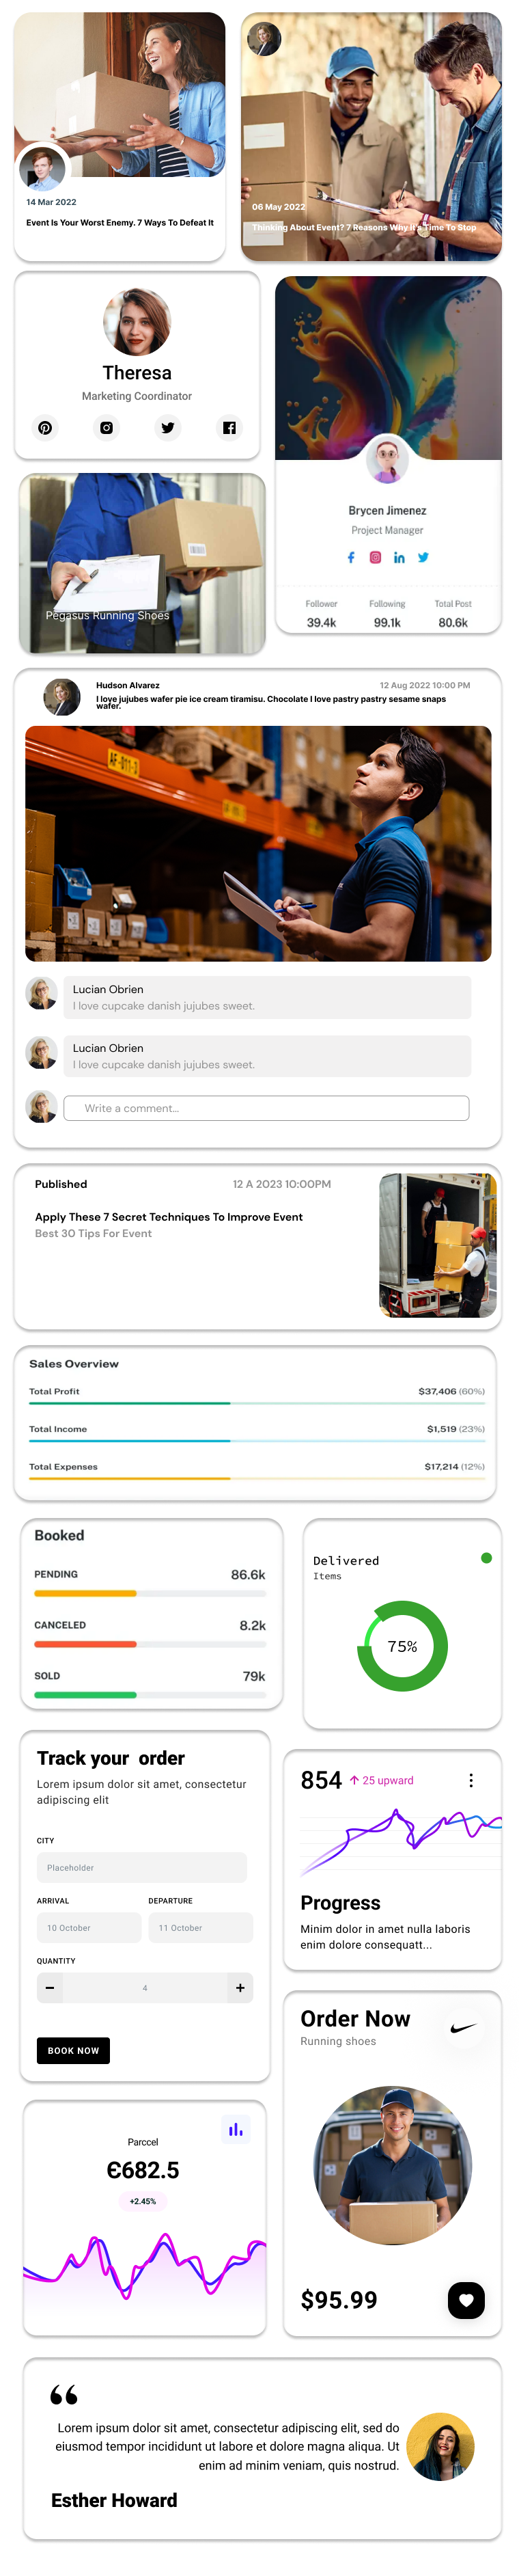 14 Mar 2022
Event Is Your Worst Enemy. 7 Ways To Defeat It
06 May 2022
Thinking About Event? 7 Reasons Why It's Time To Stop
Theresa
Marketing Coordinator
Brycen Jimenez
Project Manager
Follower Following Total Post
39.4k 99.1k 80.6k
Pegasus Running Shoes
Hudson Alvarez 12 Aug 2022 10:00 PM
I love jujubes wafer pie ice cream tiramisu. Chocolate I love pastry pastry sesame snaps
wafer.
Lucian Obrien
I love cupcake danish jujubes sweet.
Lucian Obrien
I love cupcake danish jujubes sweet.
Write a comment...
Published 12 A 2023 10:00PM
Apply These 7 Secret Techniques To Improve Event
Best 30 Tips For Event
Sales Overview
Total Profit $37,406 (60%)
Total Income $1,519 (23%)
Total Expenses $17,214 (12%)
Booked
PENDING 86.6k
CANCELED 8.2k
SOLD 79k
Delivered
Items
75%
Track your order
Lorem ipsum dolor sit amet, consectetur
adipiscing elit
CITY
Placeholder
ARRIVAL DEPARTURE
10 October 11 October
QUANTITY
4
BOOK NOW
854 25 upward
Progress
Minim dolor in amet nulla laboris
enim dolore consequatt...
Order Now
Running shoes
$95.99
Parccel
Є682.5
+2.45%
Lorem ipsum dolor sit amet, consectetur adipiscing elit, sed do
eiusmod tempor incididunt ut labore et dolore magna aliqua. Ut
enim ad minim veniam, quis nostrud.
Esther Howard